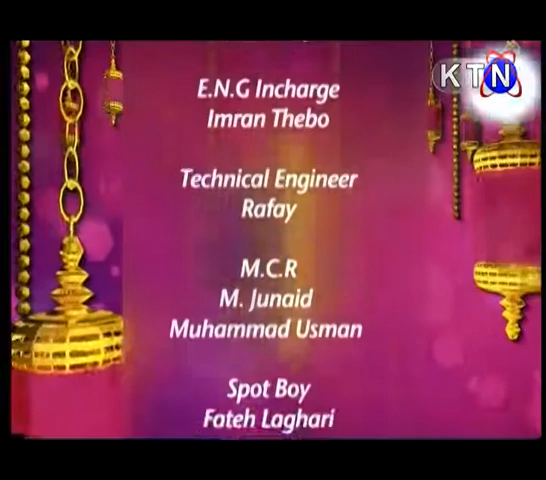 KTN
E.N.G Incharge
Imran Thebo
Technical Engineer
Rafay
M.C.R
M. Junaid
Muhammad Usman
Spot Boy
Fateh Laghari